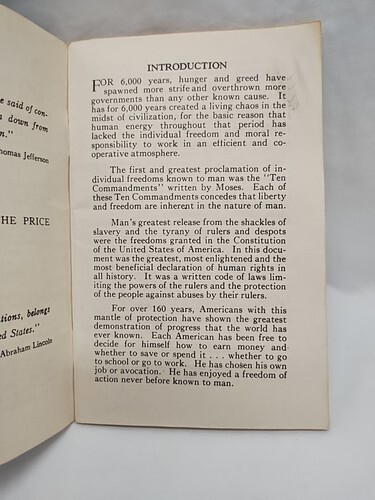 e said of con-
a down from
n."
homas Jefferson
HE PRICE
tions, belongs
ed States."
Abraham Lincoln
INTRODUCTION
FOR 6,000 years, hunger and greed have
spawned more strife and overthrown more
governments than any other known cause. It
has for 6,000 years created a living chaos in the
midst of civilization, for the basic reason that
human energy throughout that period has
lacked the individual freedom and moral re-
sponsibility to work in an efficient and co-
operative atmosphere.
The first and greatest proclamation of in-
dividual freedoms known to man was the "Ten
Commandments" written by Moses. Each of
these Ten Commandments concedes that liberty
and freedom are inherent in the nature of man.
Man's greatest release from the shackles of
slavery and the tyrany of rulers and despots
were the freedoms granted in the Constitution
of the United States of America. In this doc-
ument was the greatest, most enlightened and the
most beneficial declaration of human rights in
all history. It was a written code of laws lim-
iting the powers of the rulers and the protection
of the people against abuses by their rulers.
For over 160 years, Americans with this
mantle of protection have shown the greatest
demonstration of progress that the world has
ever known. Each American has been free to
decide for himself how to earn money and
whether to save or spend it . . . whether to go
to school or go to work. He has chosen his own
job or avocation. He has enjoyed a freedom of
action never before known to man.